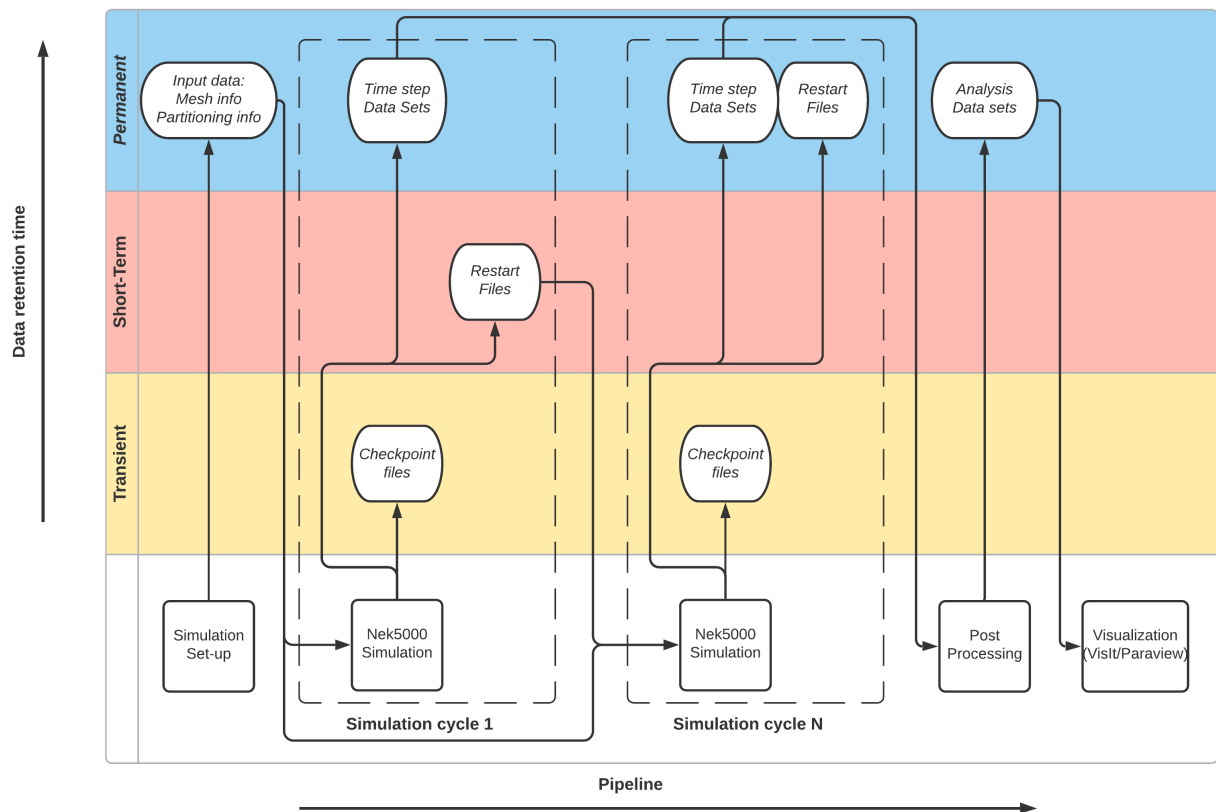 Data retention time
Permanent
Input data:
Mesh info
Partitioning info
Time step
Data Sets
Time step
Data Sets
Restart
Files
Analysis
Data sets
Short-Term
Restart
Files
Transient
Checkpoint
files
Checkpoint
files
Simulation
Set-up
Nek5000
Simulation
Nek5000
Simulation
Post
Processing
Visualization
(VisIt/Paraview)
Simulation cycle 1
Simulation cycle N
Pipeline